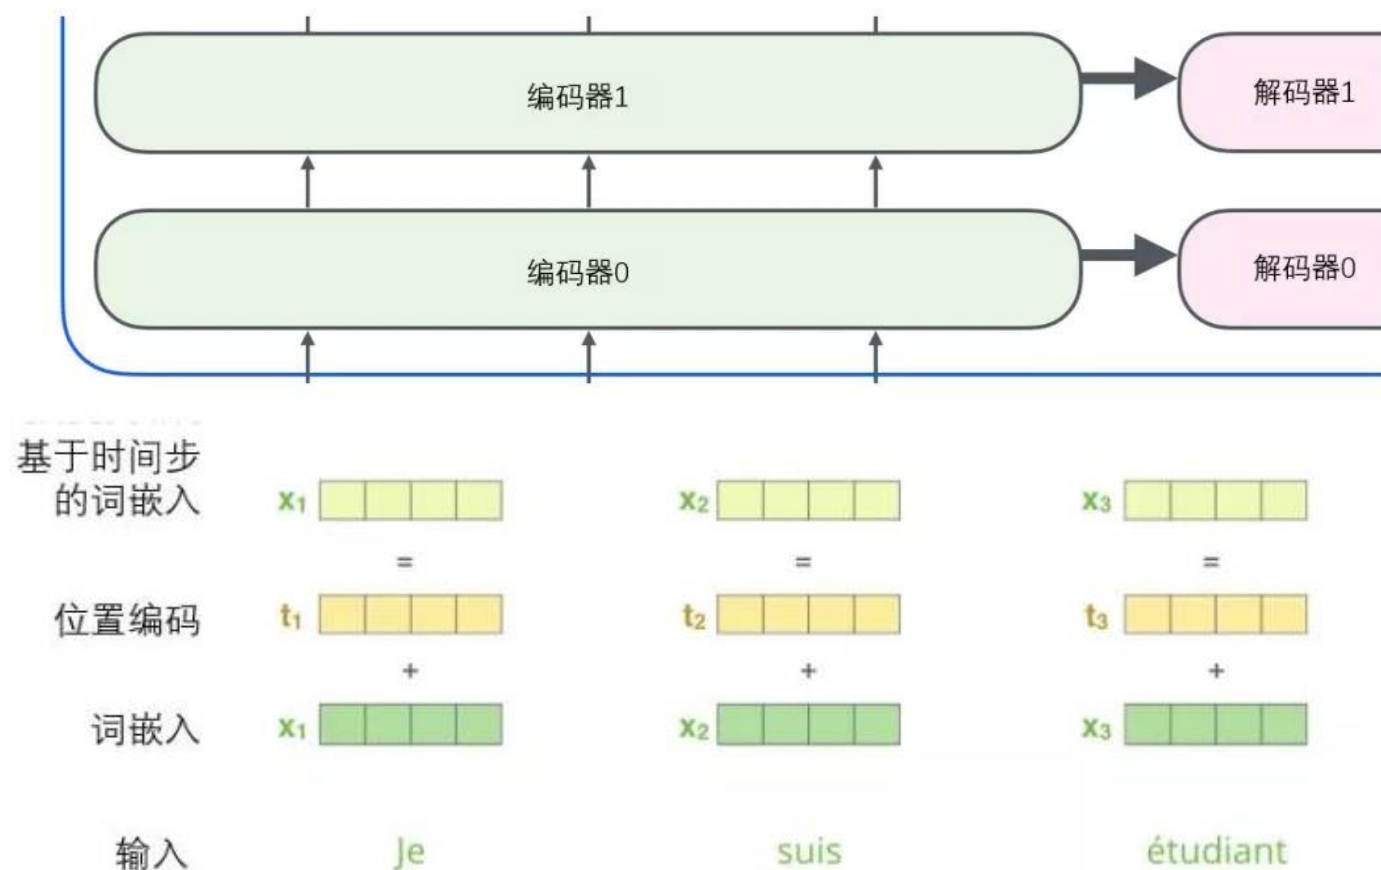 编码器1
解码器1
编码器0
解码器0
基于时间步
的词嵌入
x₁
x₂
x₃
=
=
=
位置编码
t₁
t₂
t₃
+
+
+
词嵌入
x₁
x₂
x₃
输入
Je
suis
étudiant